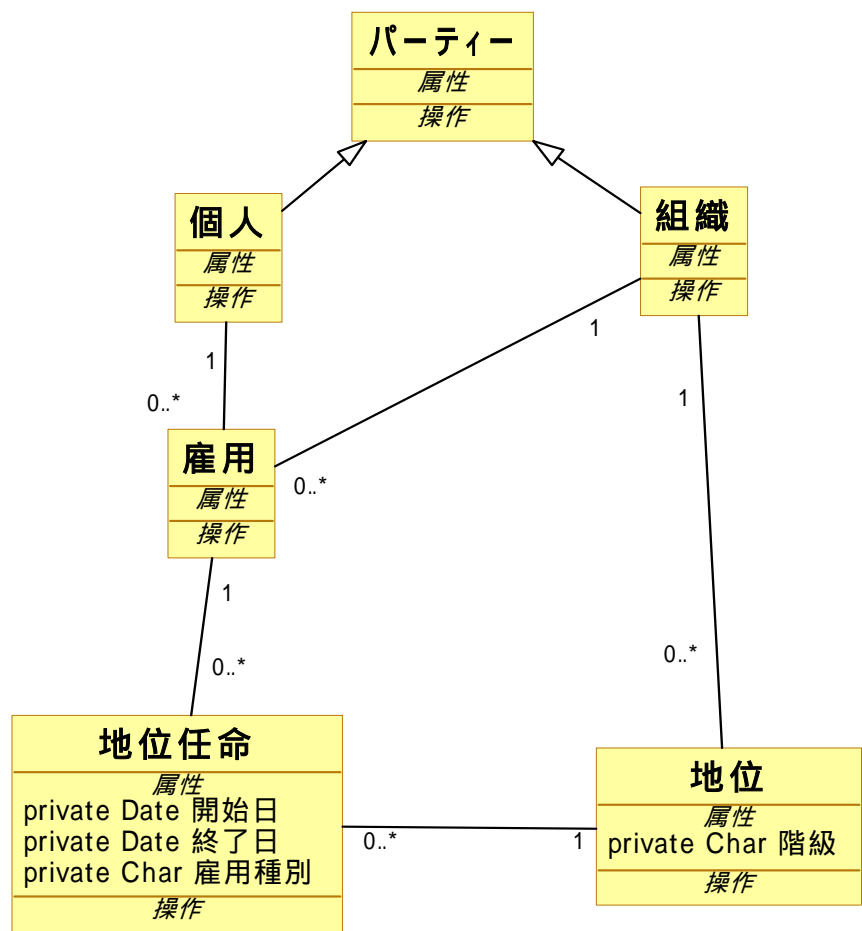 パーティー
属性
操作
個人
属性
操作
組織
属性
操作
1
1
0..*
1
雇用
属性
操作
0..*
1
0..*
0..*
地位任命
属性
private Date 開始日
private Date 終了日
private Char 雇用種別
操作
0..*
1
地位
属性
private Char 階級
操作